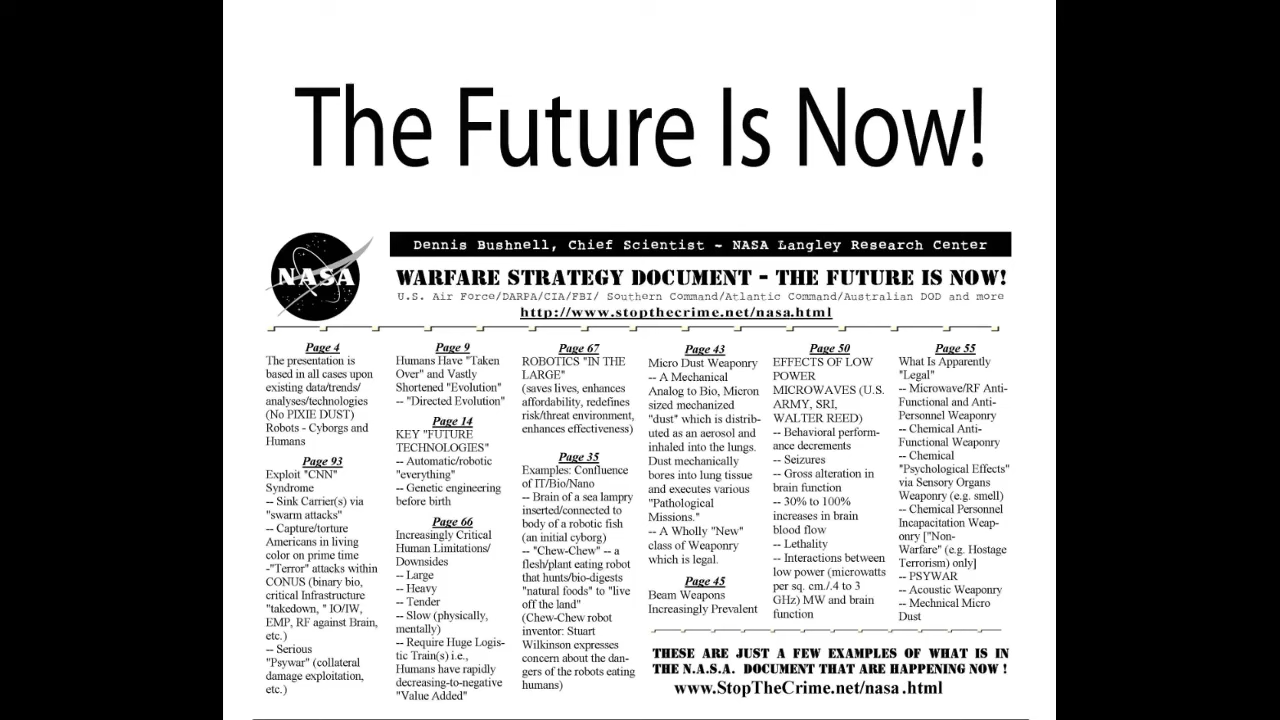 The Future Is Now!
NASA
Dennis Bushnell, Chief Scientist - NASA Langley Research Center
WARFARE STRATEGY DOCUMENT - THE FUTURE IS NOW!
U.S. Air Force/DARPA/CIA/FBI/ Southern Command/Atlantic Command/Australian DOD and more
http://www.stopthecrime.net/nasa.html
Page 4
The presentation is
based in all cases upon
existing data/trends/
analyses/technologies
(No PIXIE DUST)
Robots - Cyborgs and
Humans
Page 93
Exploit "CNN"
Syndrome
-- Sink Carrier(s) via
"swarm attacks"
-- Capture/torture
Americans in living
color on prime time
-"Terror" attacks within
CONUS (binary bio,
critical Infrastructure
"takedown, " IO/IW,
EMP, RF against Brain,
etc.)
-- Serious
"Psywar" (collateral
damage exploitation,
etc.)
Page 9
Humans Have "Taken
Over" and Vastly
Shortened "Evolution"
-- "Directed Evolution"
Page 14
KEY "FUTURE
TECHNOLOGIES"
-- Automatic/robotic
"everything"
-- Genetic engineering
before birth
Page 66
Increasingly Critical
Human Limitations/
Downsides
-- Large
-- Heavy
-- Tender
-- Slow (physically,
mentally)
-- Require Huge Logis-
tic Train(s) i.e.,
Humans have rapidly
decreasing-to-negative
"Value Added"
Page 67
ROBOTICS "IN THE
LARGE"
(saves lives, enhances
affordability, redefines
risk/threat environment,
enhances effectiveness)
Page 35
Examples: Confluence
of IT/Bio/Nano
-- Brain of a sea lampry
inserted/connected to
body of a robotic fish
(an initial cyborg)
-- "Chew-Chew" -- a
flesh/plant eating robot
that hunts/bio-digests
"natural foods" to "live
off the land"
(Chew-Chew robot
inventor: Stuart
Wilkinson expresses
concern about the dan-
gers of the robots eating
humans)
Page 43
Micro Dust Weaponry
-- A Mechanical
Analog to Bio, Micron
sized mechanized
"dust" which is distrib-
uted as an aerosol and
inhaled into the lungs.
Dust mechanically
bores into lung tissue
and executes various
"Pathological
Missions."
-- A Wholly "New"
class of Weaponry
which is legal.
Page 45
Beam Weapons
Increasingly Prevalent
Page 50
EFFECTS OF LOW
POWER
MICROWAVES (U.S.
ARMY, SRI,
WALTER REED)
-- Behavioral perform-
ance decrements
-- Seizures
-- Gross alteration in
brain function
-- 30% to 100%
increases in brain
blood flow
-- Lethality
-- Interactions between
low power (microwatts
per sq. cm./.4 to 3
GHz) MW and brain
function
Page 55
What Is Apparently
"Legal"
-- Microwave/RF Anti-
Functional and Anti-
Personnel Weaponry
-- Chemical Anti-
Functional Weaponry
-- Chemical
"Psychological Effects"
via Sensory Organs
Weaponry (e.g. smell)
-- Chemical Personnel
Incapacitation Weap-
onry ["Non-
Warfare" (e.g. Hostage
Terrorism) only]
-- PSYWAR
-- Acoustic Weaponry
-- Mechnical Micro
Dust
THESE ARE JUST A FEW EXAMPLES OF WHAT IS IN
THE N.A.S.A. DOCUMENT THAT ARE HAPPENING NOW !
www.StopTheCrime.net/nasa .html